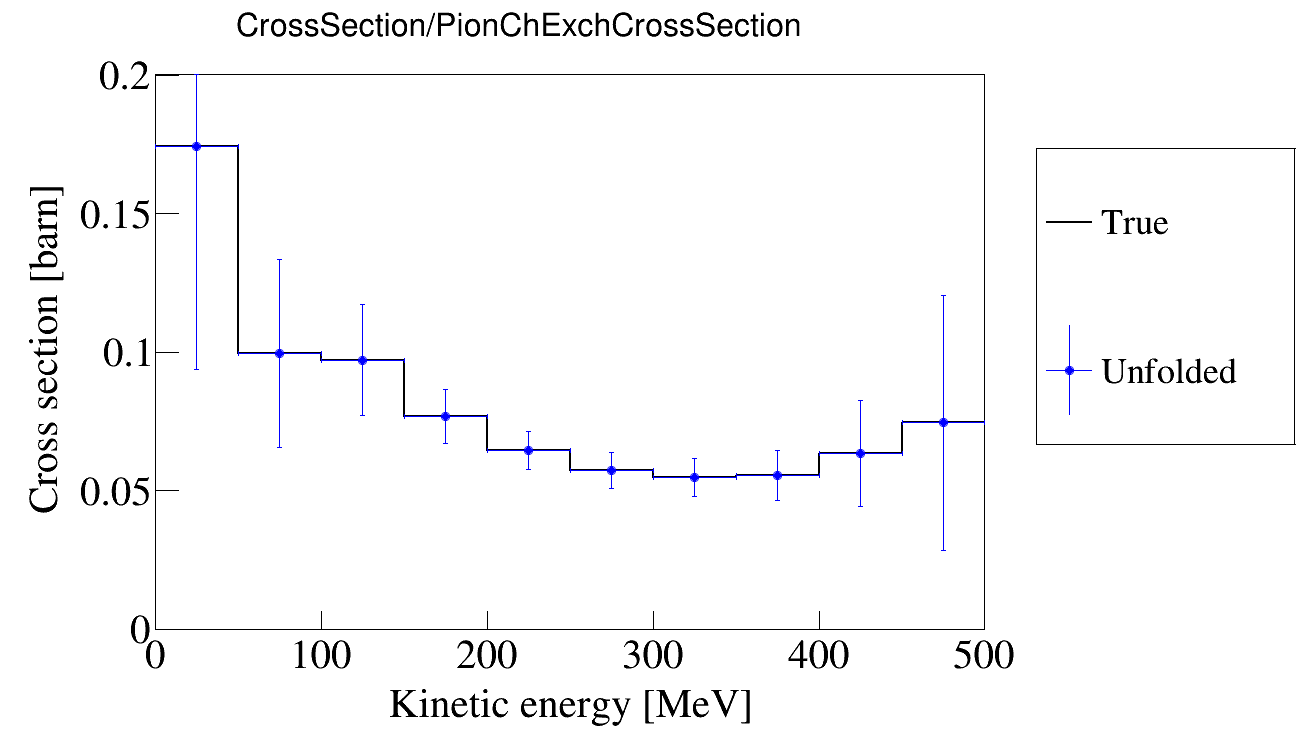 CrossSection/PionChExchCrossSection
Cross section [barn]
0.2
0.15
0.1
0.05
0
0 100 200 300 400 500
Kinetic energy [MeV]
True
Unfolded